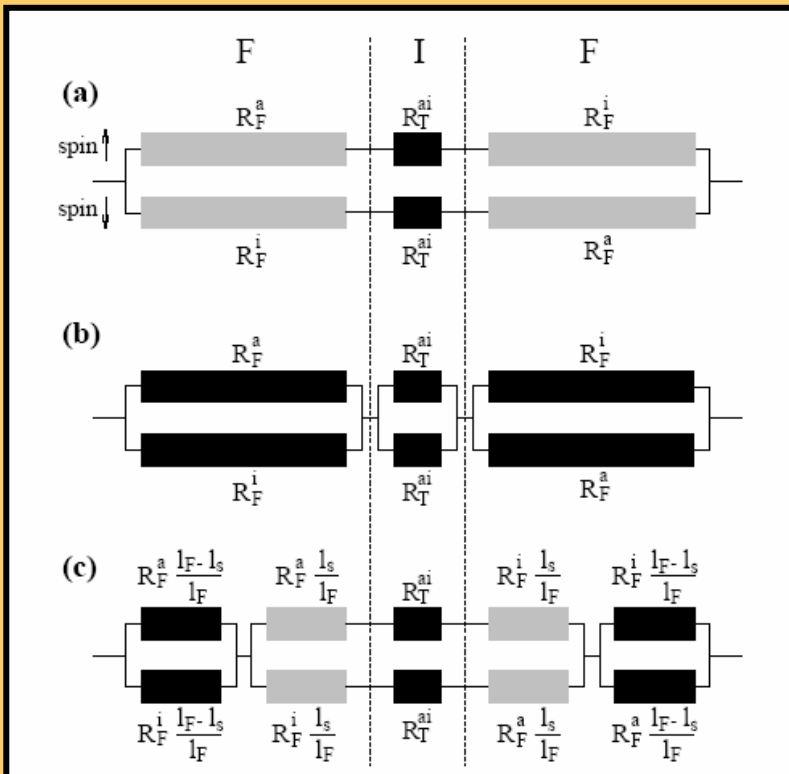 F I F
(a)
R_F^a R_T^ai R_F^i
spin
spin
R_F^i R_T^ai R_F^a
(b)
R_F^a R_T^ai R_F^i
R_F^i R_T^ai R_F^a
(c)
R_F^a l_F- l_s / l_F R_F^a l_s / l_F R_T^ai R_F^i l_s / l_F R_F^i l_F- l_s / l_F
R_F^i l_F- l_s / l_F R_F^i l_s / l_F R_T^ai R_F^a l_s / l_F R_F^a l_F- l_s / l_F